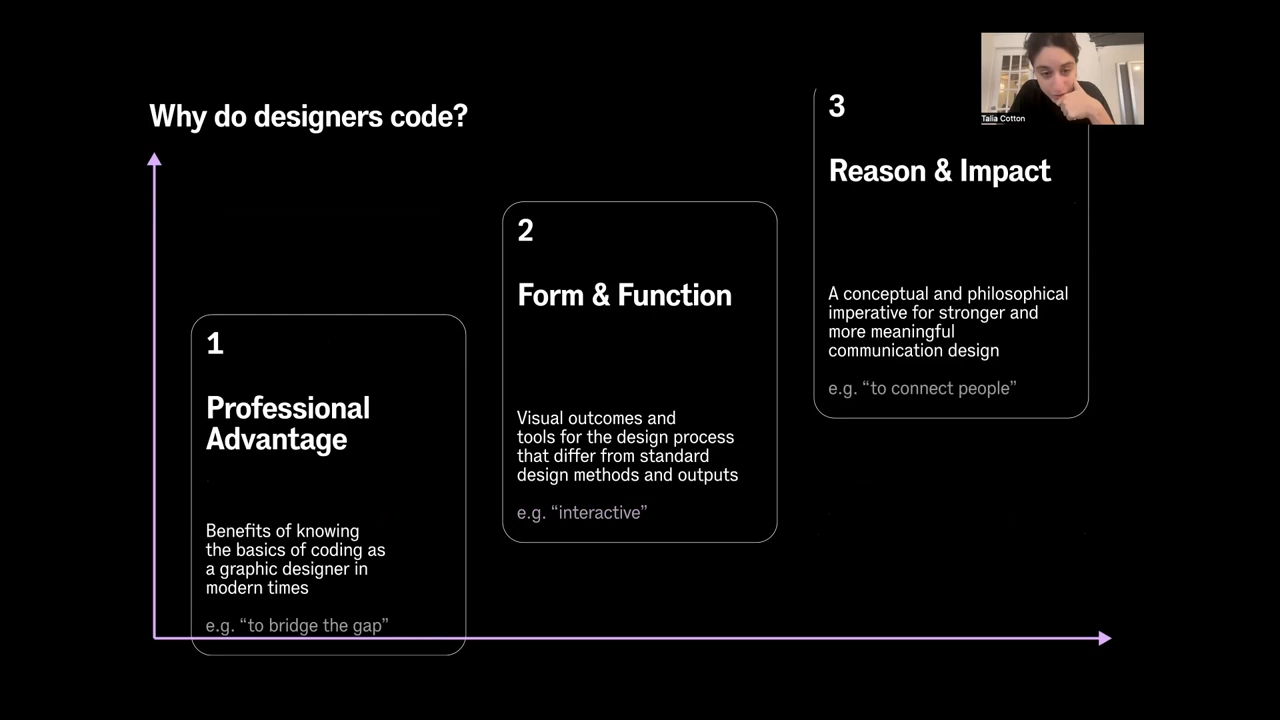 Why do designers code?
1
Professional
Advantage
Benefits of knowing
the basics of coding as
a graphic designer in
modern times
e.g. “to bridge the gap”
2
Form & Function
Visual outcomes and
tools for the design process
that differ from standard
design methods and outputs
e.g. “interactive”
3
Reason & Impact
A conceptual and philosophical
imperative for stronger and
more meaningful
communication design
e.g. “to connect people”
Talia Cotton